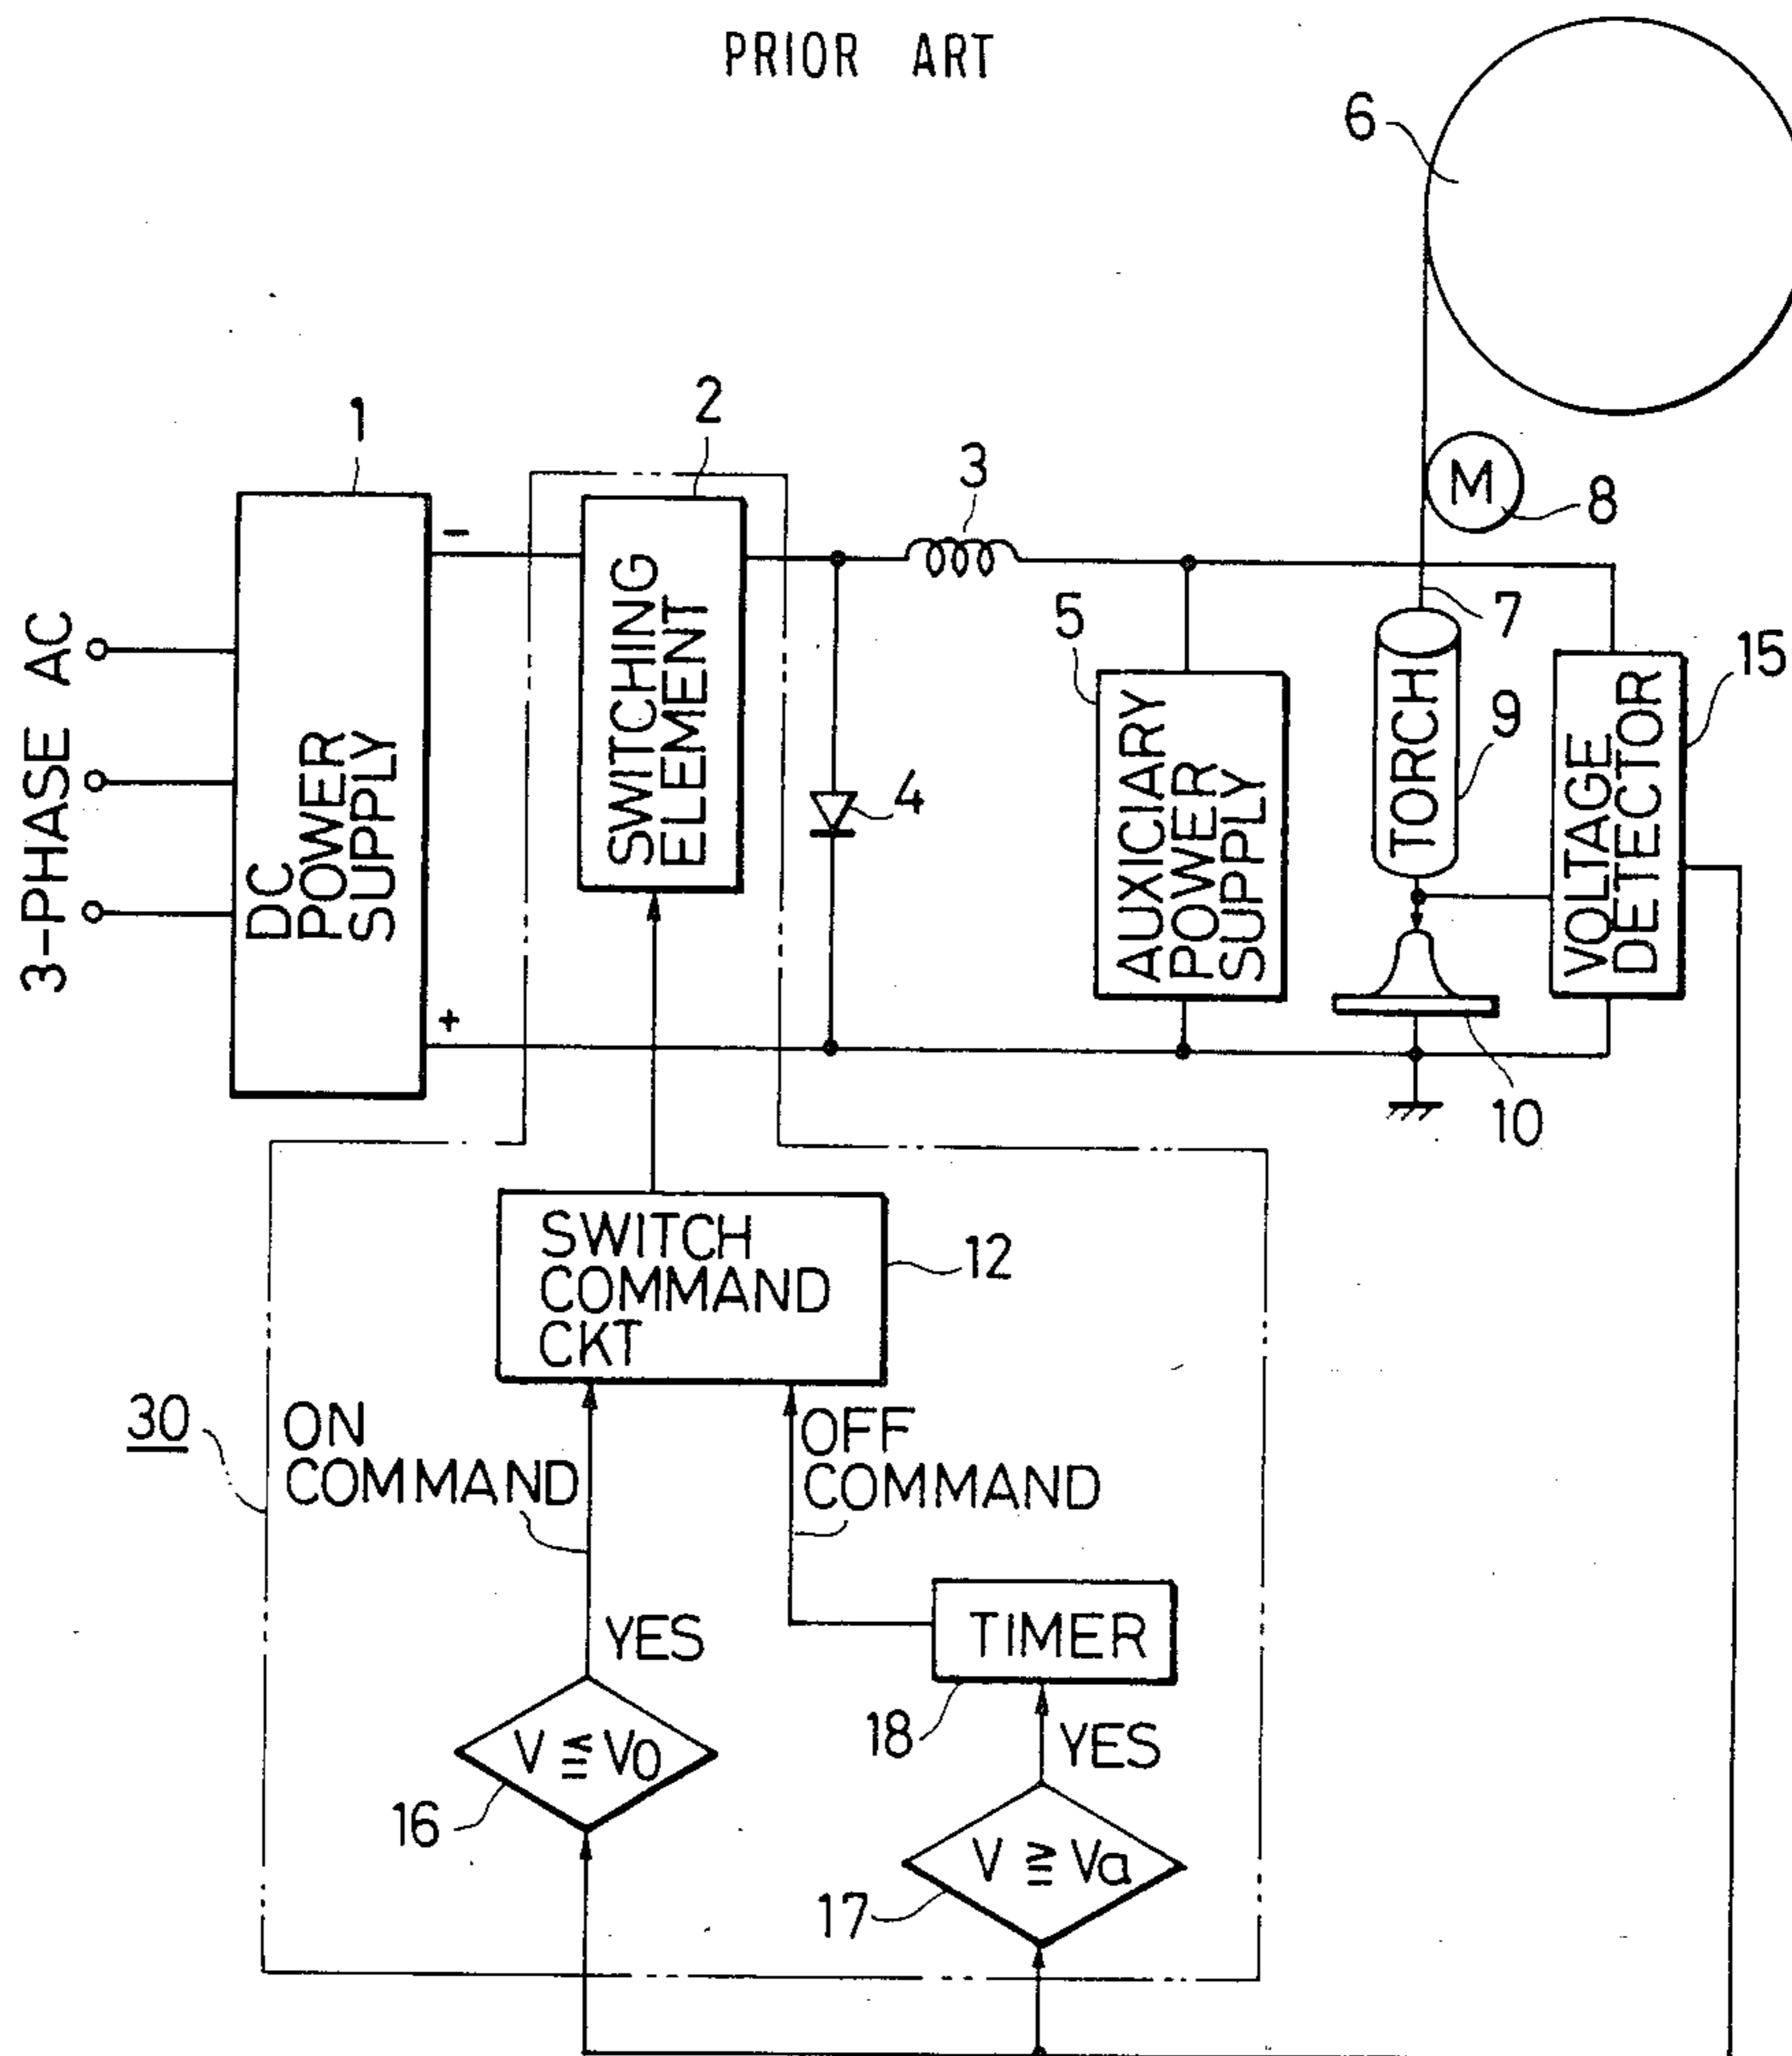 PRIOR ART
6
1
2
3
M
8
-
3-PHASE AC
DC
POWER
SUPPLY
SWITCHING
ELEMENT
4
5
AUXICIARY
POWER
SUPPLY
7
TORCH
9
VOLTAGE
DETECTOR
15
+
10
SWITCH
COMMAND
CKT
12
30
ON
COMMAND
OFF
COMMAND
YES
TIMER
18
YES
V ≦ Vo
16
V ≧ Va
17